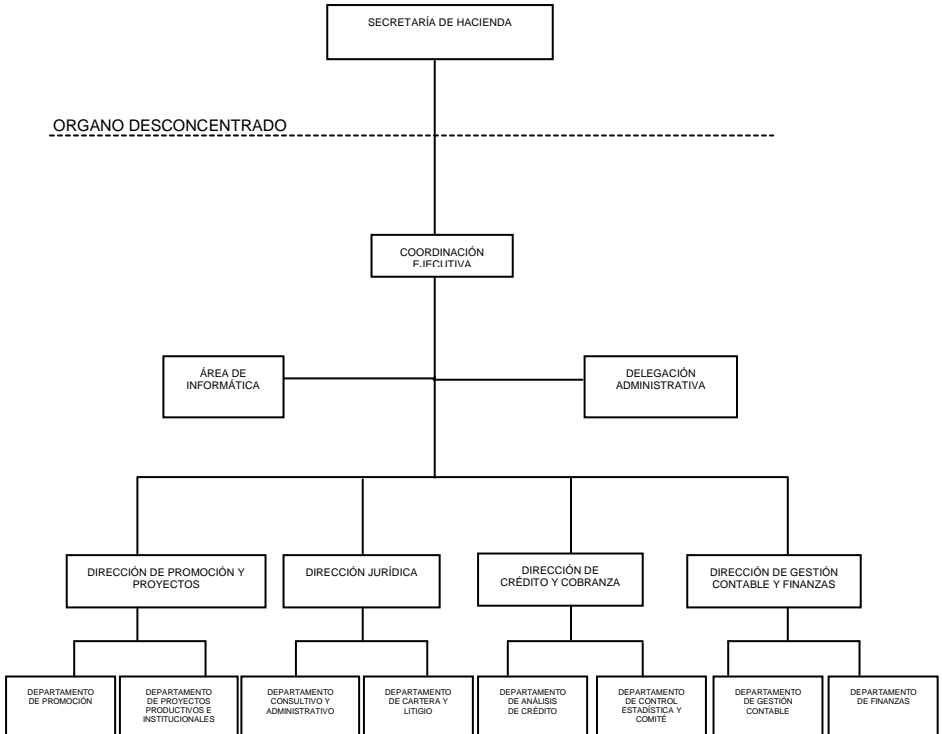 SECRETARÍA DE HACIENDA
ORGANO DESCONCENTRADO
COORDINACIÓN
EJECUTIVA
ÁREA DE
INFORMÁTICA
DELEGACIÓN
ADMINISTRATIVA
DIRECCIÓN DE PROMOCIÓN Y
PROYECTOS
DIRECCIÓN JURÍDICA
DIRECCIÓN DE
CRÉDITO Y COBRANZA
DIRECCIÓN DE GESTIÓN
CONTABLE Y FINANZAS
DEPARTAMENTO
DE PROMOCIÓN
DEPARTAMENTO
DE PROYECTOS
PRODUCTIVOS E
INSTITUCIONALES
DEPARTAMENTO
CONSULTIVO Y
ADMINISTRATIVO
DEPARTAMENTO
DE CARTERA Y
LITIGIO
DEPARTAMENTO
DE ANÁLISIS
DE CRÉDITO
DEPARTAMENTO
DE CONTROL
ESTADÍSTICA Y
COMITÉ
DEPARTAMENTO
DE GESTIÓN
CONTABLE
DEPARTAMENTO
DE FINANZAS